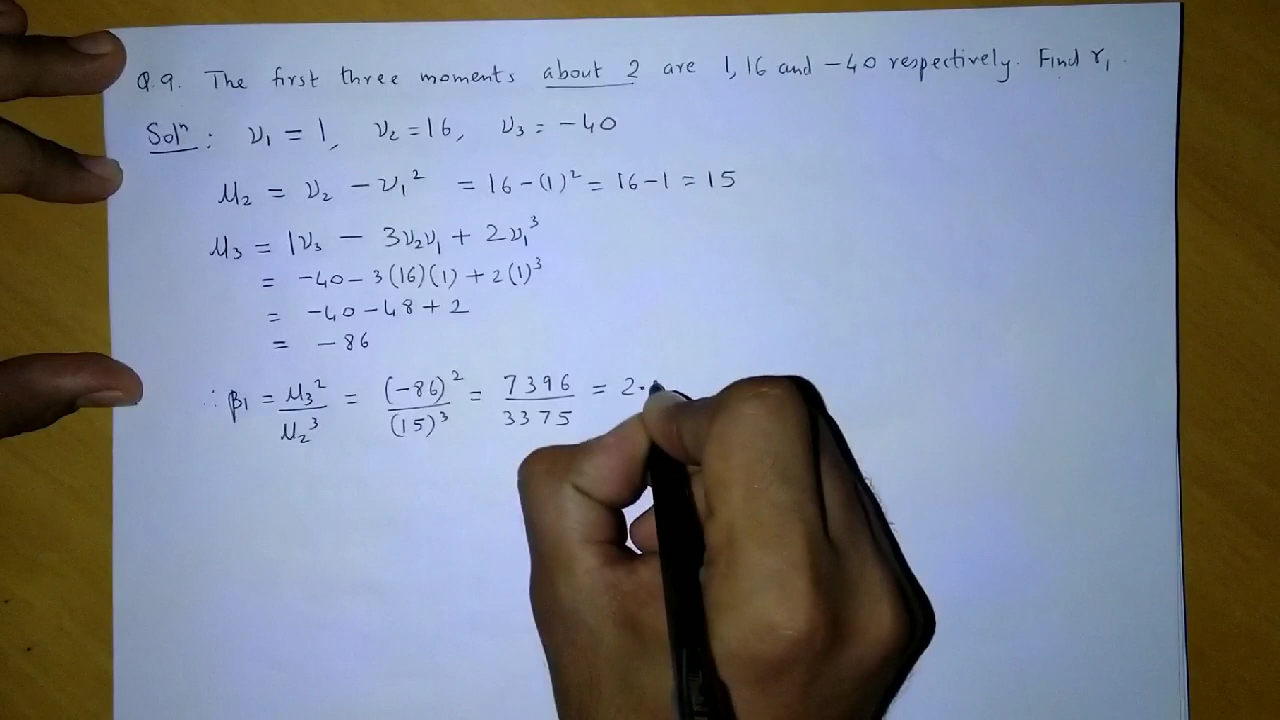 Q.9. The first three moments about 2 are 1, 16 and -40 respectively. Find γ₁.
Solⁿ: ν₁ = 1, ν₂ = 16, ν₃ = -40
μ₂ = ν₂ - ν₁² = 16 - (1)² = 16 - 1 = 15
μ₃ = 1ν₃ - 3ν₂ν₁ + 2ν₁³
= -40 - 3(16)(1) + 2(1)³
= -40 - 48 + 2
= -86
∴ β₁ = μ₃²/μ₂³ = (-86)²/(15)³ = 7396/3375 = 2.